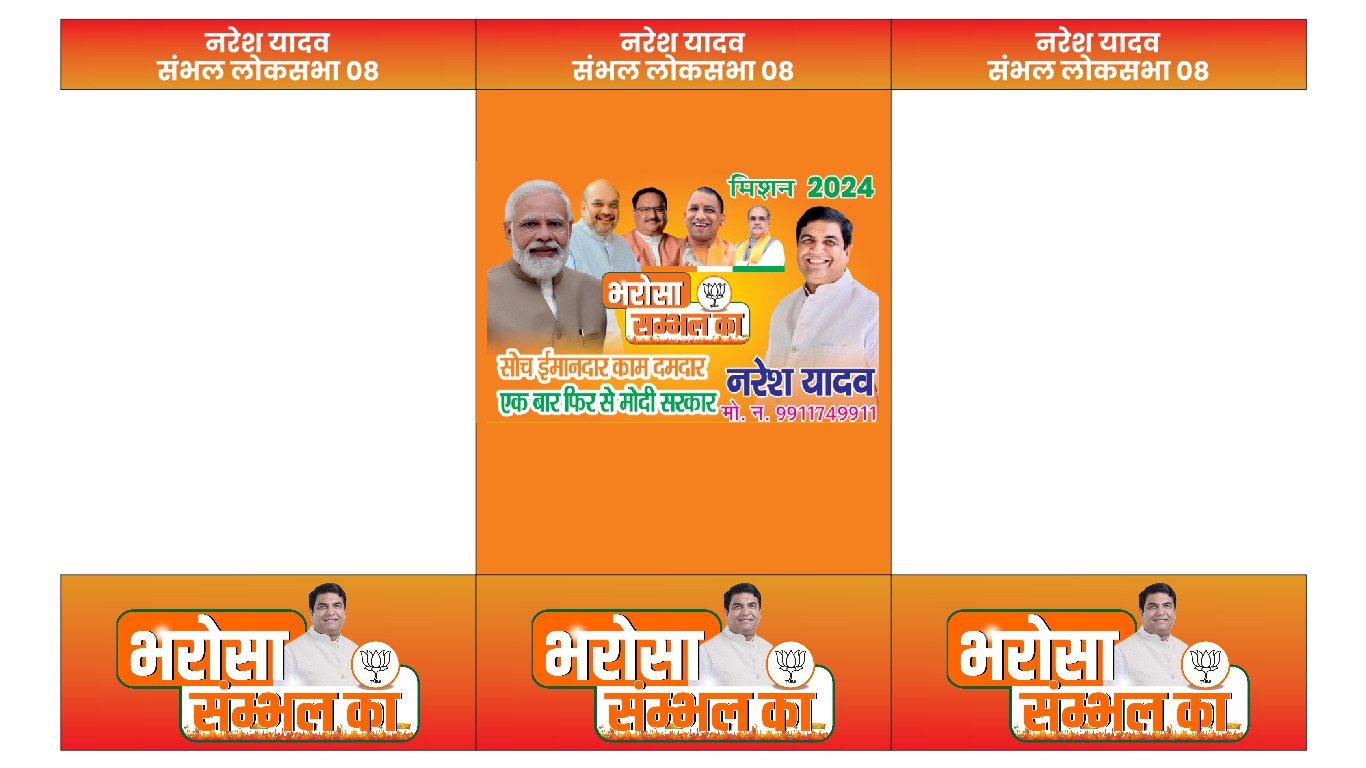 नरेश यादव
संभल लोकसभा 08
नरेश यादव
संभल लोकसभा 08
नरेश यादव
संभल लोकसभा 08
मिशन 2024
भरोसा
सम्भल का
सोच ईमानदार काम दमदार
एक बार फिर से मोदी सरकार
नरेश यादव
मो. न. 9911749911
भरोसा
संम्भल का
भरोसा
संम्भल का
भरोसा
संम्भल का